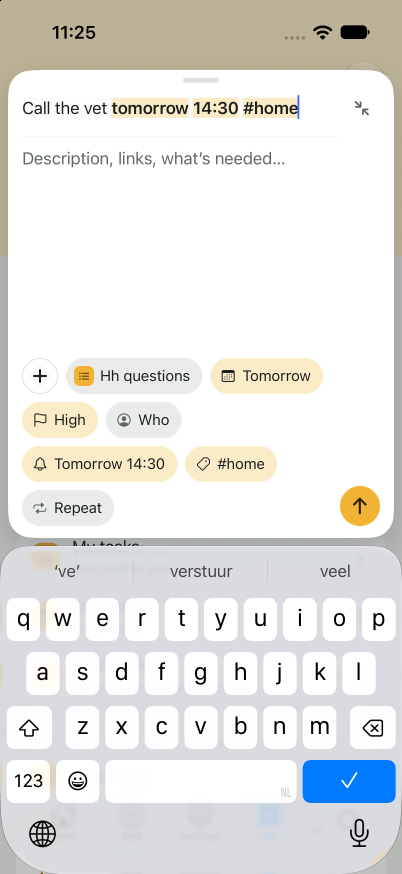 11:25
Call the vet tomorrow 14:30 #home
Description, links, what's needed...
Hh questions
Tomorrow
High
Who
Tomorrow 14:30
#home
Repeat
My tasks
've'
verstuur
veel
q w e r t y u i o p
a s d f g h j k l
z x c v b n m
123
NL